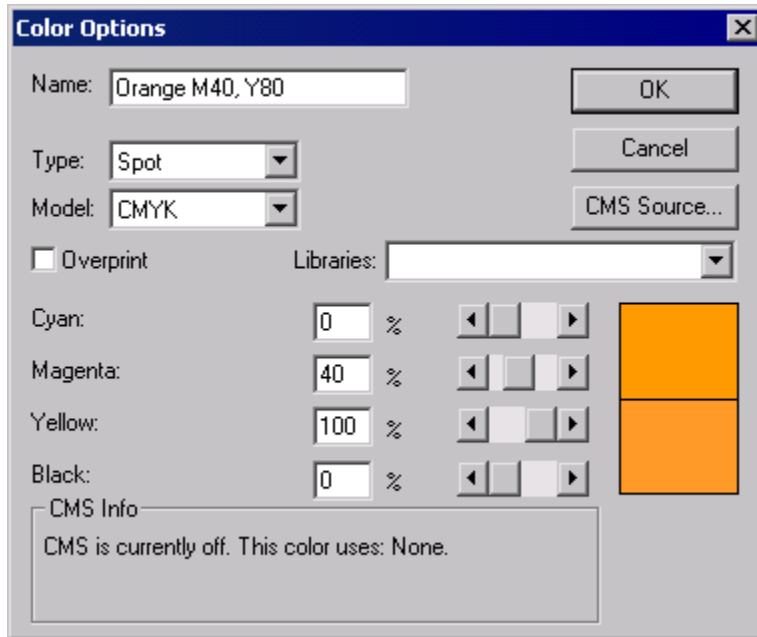 Color Options
Name: Orange M40, Y80
OK
Type: Spot
Cancel
Model: CMYK
CMS Source...
Overprint Libraries:
Cyan: 0 %
Magenta: 40 %
Yellow: 100 %
Black: 0 %
CMS Info
CMS is currently off. This color uses: None.